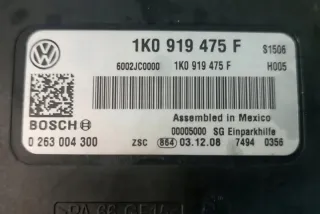 1K0 919 475 F S1506
6002JC0000 1K0 919 475 F H005
Assembled in Mexico
BOSCH 00005000 SG Einparkhilfe
0 263 004 300 ZSC 864 03.12.08 7494 0356